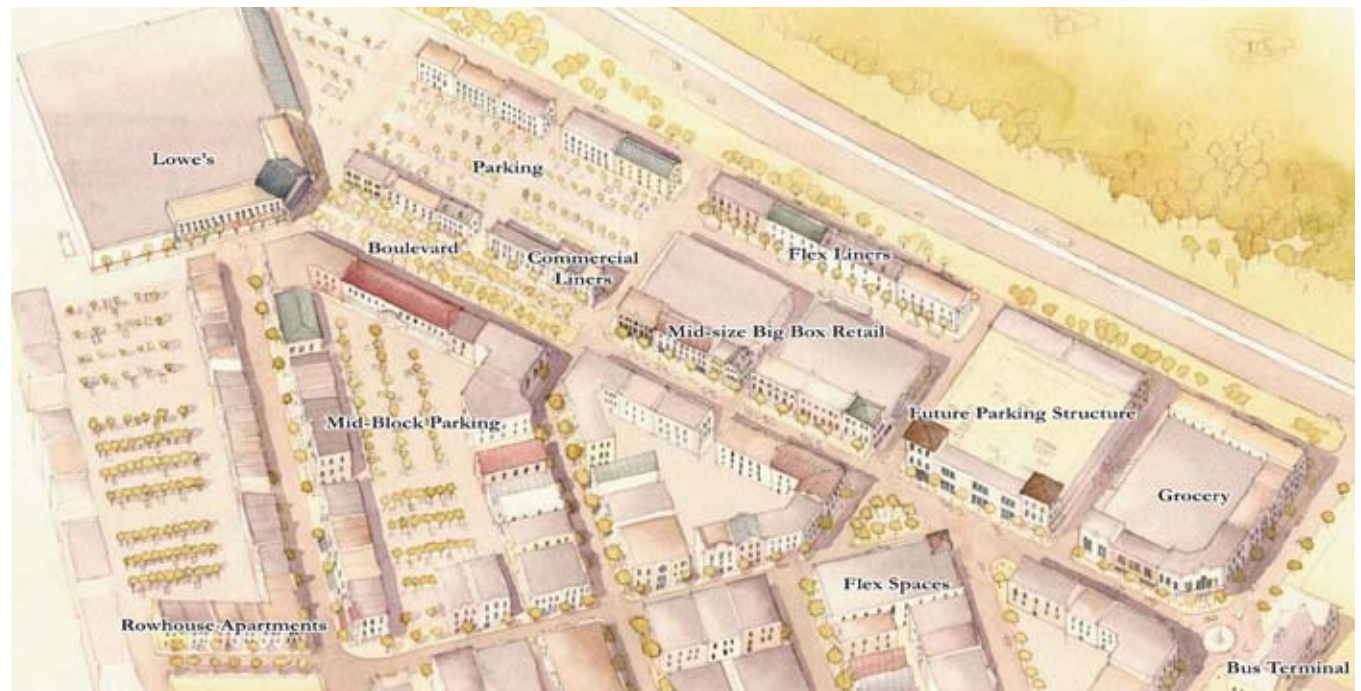 Lowe's
Parking
Boulevard
Commercial
Liners
Flex Liners
Mid-size Big Box Retail
Mid-Block Parking
Future Parking Structure
Grocery
Flex Spaces
Rowhouse Apartments
Bus Terminal